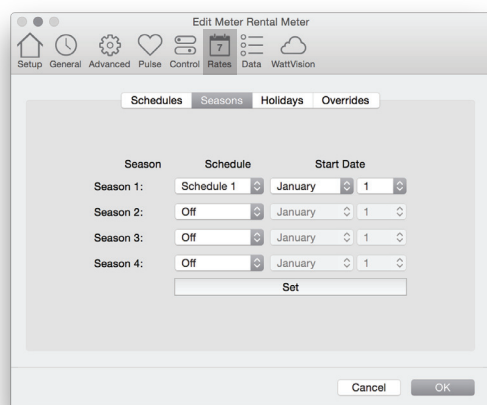 Edit Meter Rental Meter
Setup General Advanced Pulse Control Rates Data WattVision
7
Schedules Seasons Holidays Overrides
Season Schedule Start Date
Season 1: Schedule 1 January 1
Season 2: Off January 1
Season 3: Off January 1
Season 4: Off January 1
Set
Cancel OK